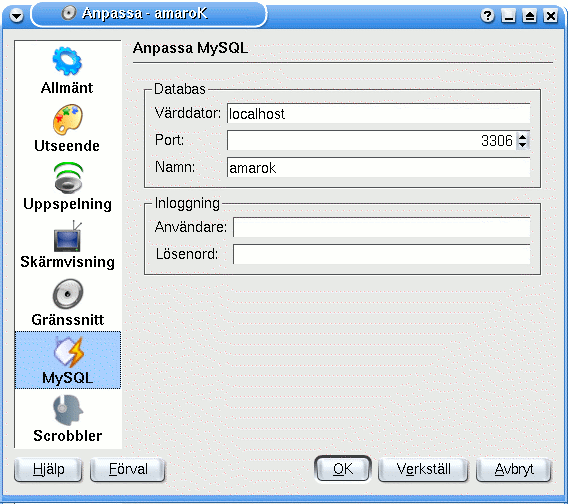 Anpassa - amaroK
Allmänt
Utseende
Uppspelning
Skärmvisning
Gränssnitt
MySQL
Scrobbler
Anpassa MySQL
Databas
Värddator: localhost
Port: 3306
Namn: amarok
Inloggning
Användare:
Lösenord:
Hjälp Förval OK Verkställ Avbryt